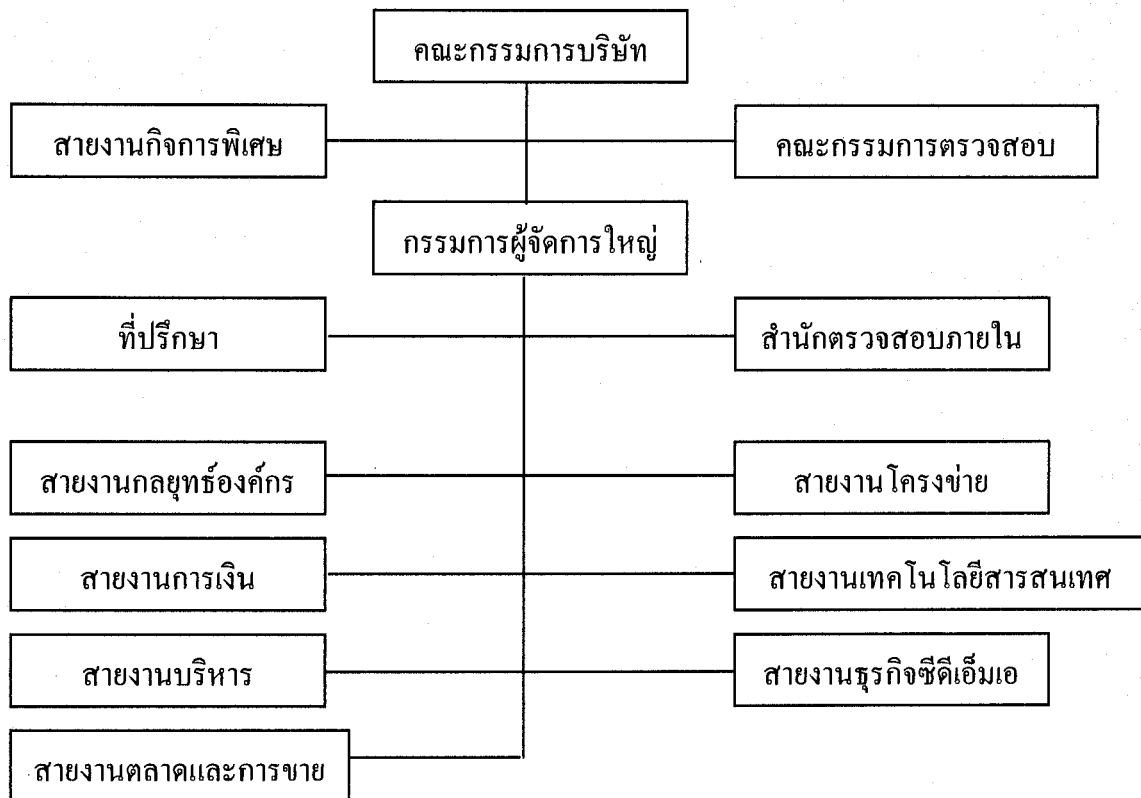 คณะกรรมการบริษัท
สายงานกิจการพิเศษ
คณะกรรมการตรวจสอบ
กรรมการผู้จัดการใหญ่
ที่ปรึกษา
สำนักตรวจสอบภายใน
สายงานกลยุทธ์องค์กร
สายงานโครงข่าย
สายงานการเงิน
สายงานเทคโนโลยีสารสนเทศ
สายงานบริหาร
สายงานธุรกิจซีดีเอ็มเอ
สายงานตลาดและการขาย